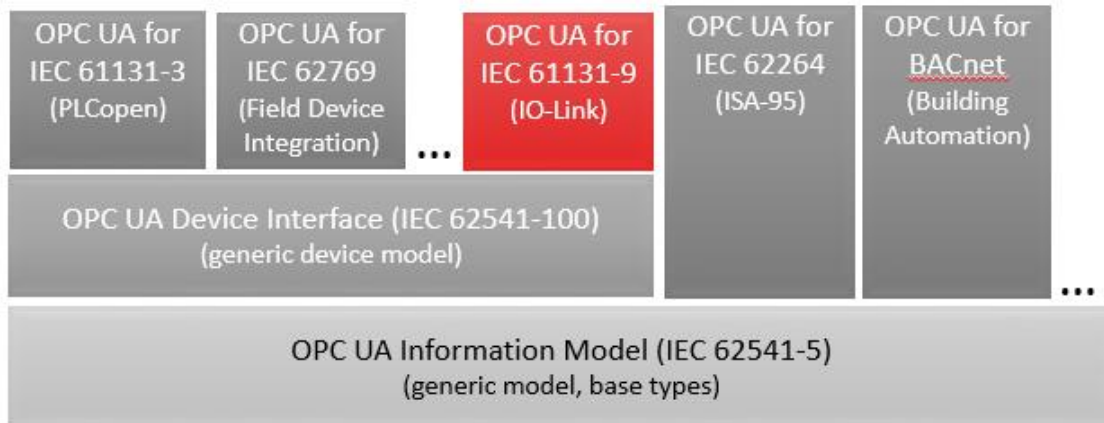 OPC UA for
IEC 61131-3
(PLCopen)
OPC UA for
IEC 62769
(Field Device
Integration)
...
OPC UA for
IEC 61131-9
(IO-Link)
OPC UA for
IEC 62264
(ISA-95)
OPC UA for
BACnet
(Building
Automation)
OPC UA Device Interface (IEC 62541-100)
(generic device model)
...
OPC UA Information Model (IEC 62541-5)
(generic model, base types)